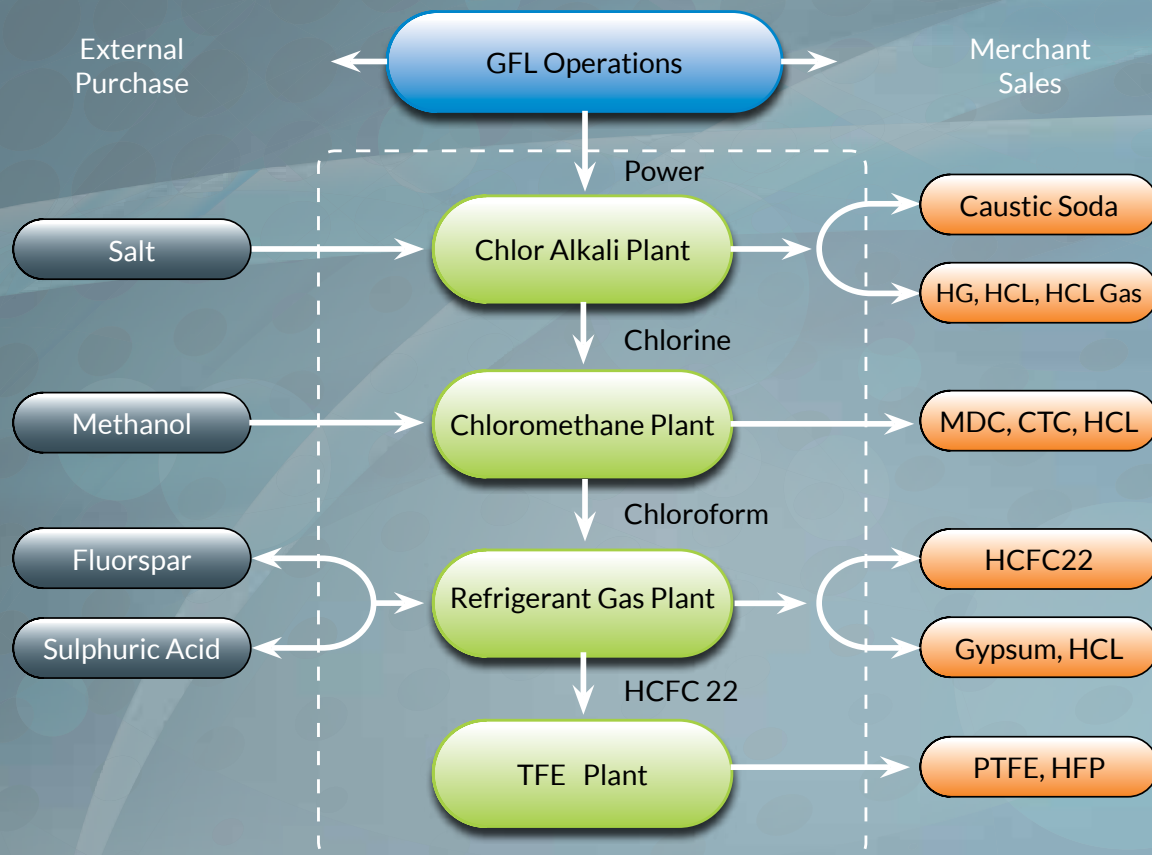 External
Purchase
GFL Operations
Merchant
Sales
Power
Salt
Chlor Alkali Plant
Caustic Soda
HG, HCL, HCL Gas
Chlorine
Methanol
Chloromethane Plant
MDC, CTC, HCL
Chloroform
Fluorspar
Sulphuric Acid
Refrigerant Gas Plant
HCFC22
Gypsum, HCL
HCFC 22
TFE Plant
PTFE, HFP